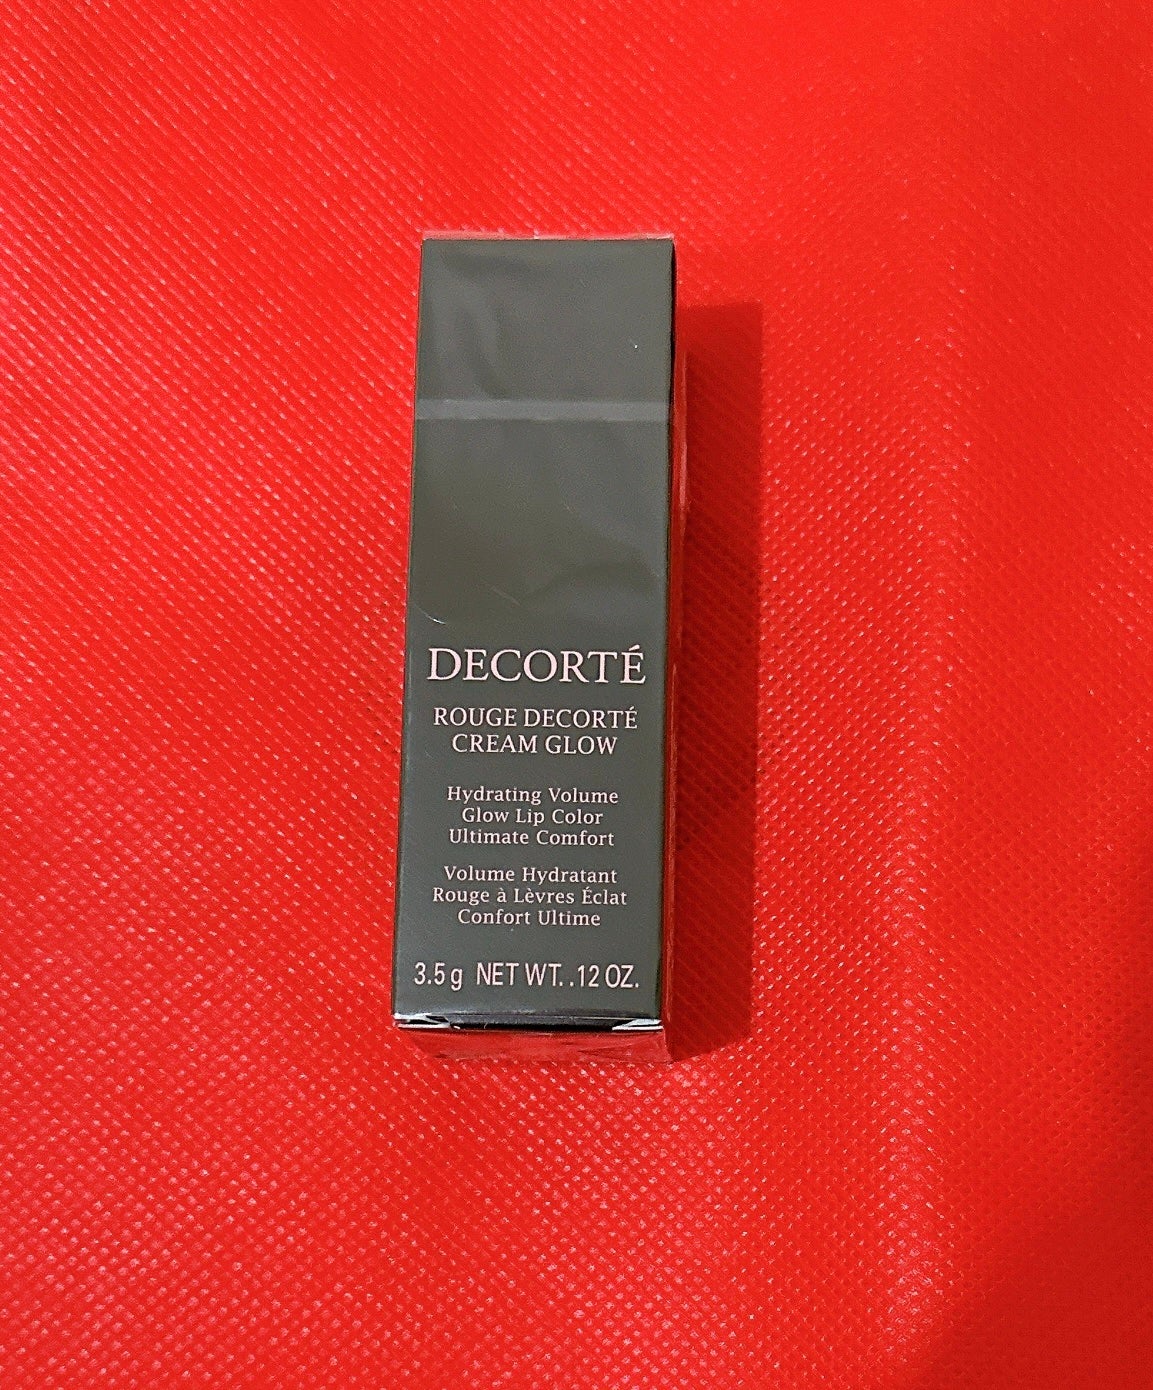 DECORTÉ
ROUGE DECORTÉ
CREAM GLOW
Hydrating Volume
Glow Lip Color
Ultimate Comfort
Volume Hydratant
Rouge à Lèvres Éclat
Confort Ultime
3.5 g NET WT. .12 OZ.